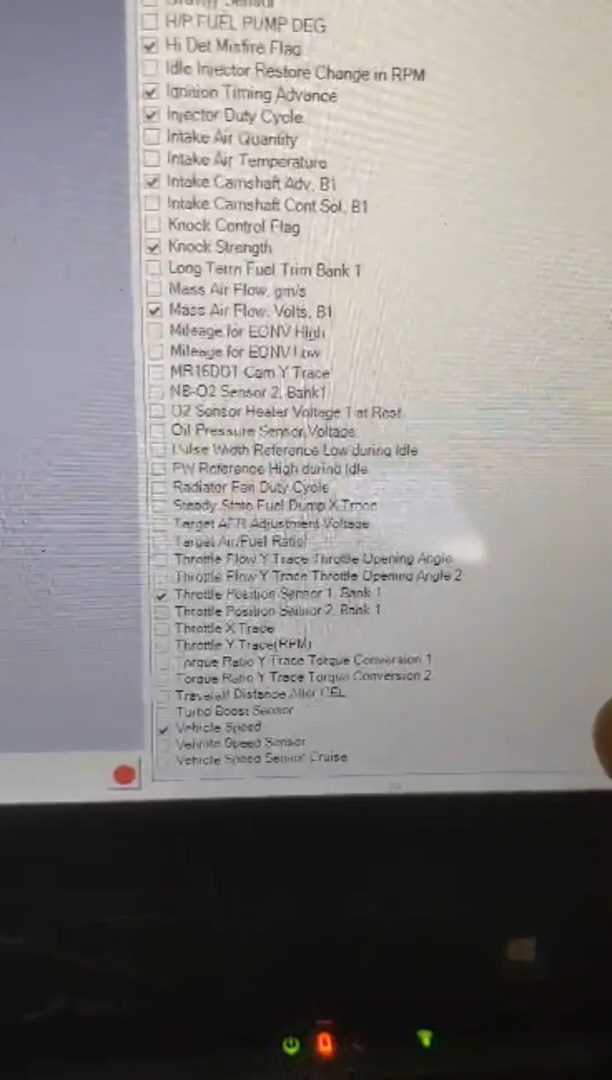 H/P FUEL PUMP DEG
Hi Det Misfire Flag
Idle Injector Restore Change in RPM
Ignition Timing Advance
Injector Duty Cycle
Intake Air Quantity
Intake Air Temperature
Intake Camshaft Adv, B1
Intake Camshaft Cont Sol, B1
Knock Control Flag
Knock Strength
Long Term Fuel Trim Bank 1
Mass Air Flow, gm/s
Mass Air Flow, Volts, B1
Mileage for EONV High
Mileage for EONV Low
MR16DDT Cam Y Trace
NB-O2 Sensor 2, Bank1
O2 Sensor Heater Voltage 1 at Rest
Oil Pressure Sensor Voltage
Pulse Width Reference Low during Idle
PW Reference High during Idle
Radiator Fan Duty Cycle
Steady State Fuel Dump X Trace
Target AFR Adjustment Voltage
Target Air/Fuel Ratio
Throttle Flow Y Trace Throttle Opening Angle
Throttle Flow Y Trace Throttle Opening Angle 2
Throttle Position Sensor 1, Bank 1
Throttle Position Sensor 2, Bank 1
Throttle X Trace
Throttle Y Trace(RPM)
Torque Ratio Y Trace Torque Conversion 1
Torque Ratio Y Trace Torque Conversion 2
Distance After CEL
Turbo Boost Sensor
Vehicle Speed
Vehicle Speed Sensor
Vehicle Speed Sensor Cruise